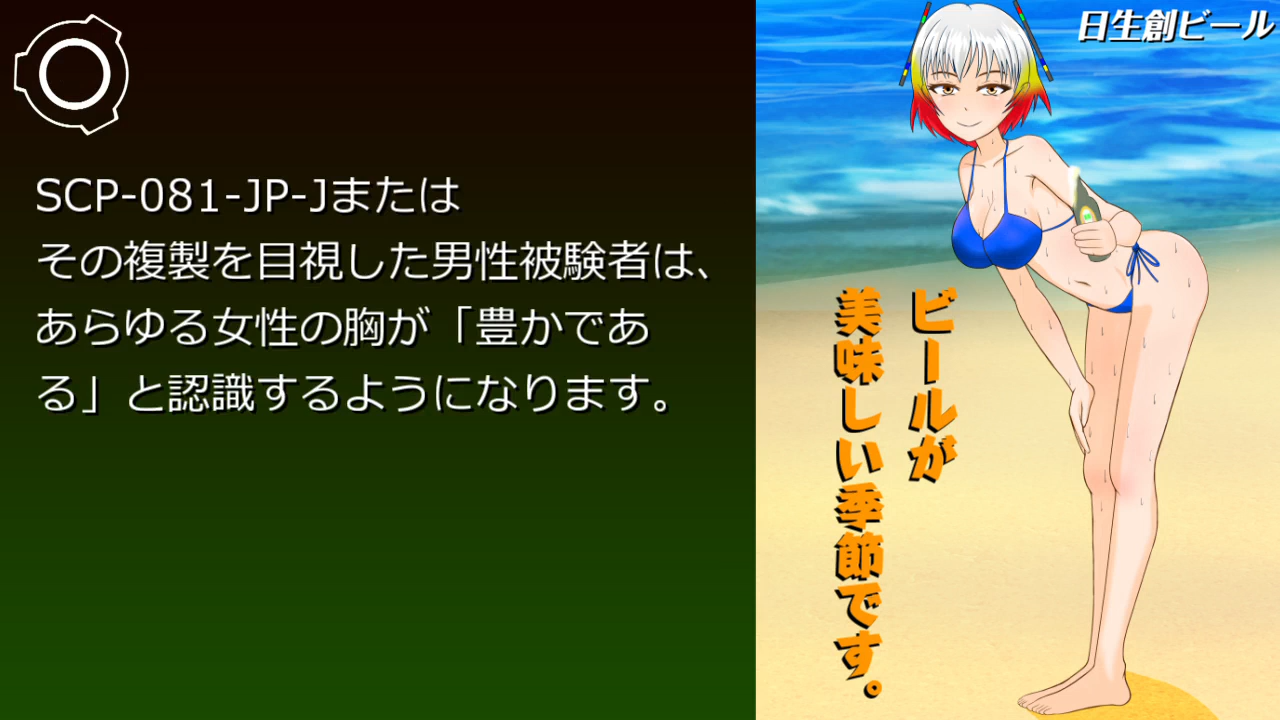 SCP-081-JP-Jまたは
その複製を目視した男性被験者は、
あらゆる女性の胸が「豊かであ
る」と認識するようになります。
日生創ビール
ビールが
美味しい季節です。